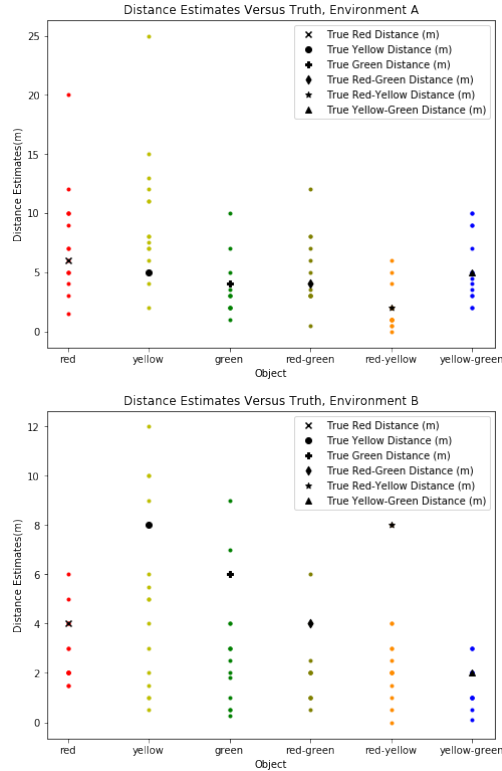 Distance Estimates Versus Truth, Environment A
25
20
15
10
5
0
Distance Estimates(m)
True Red Distance (m)
True Yellow Distance (m)
True Green Distance (m)
True Red-Green Distance (m)
True Red-Yellow Distance (m)
True Yellow-Green Distance (m)
red yellow green red-green red-yellow yellow-green
Object
Distance Estimates Versus Truth, Environment B
12
10
8
6
4
2
0
Distance Estimates(m)
True Red Distance (m)
True Yellow Distance (m)
True Green Distance (m)
True Red-Green Distance (m)
True Red-Yellow Distance (m)
True Yellow-Green Distance (m)
red yellow green red-green red-yellow yellow-green
Object